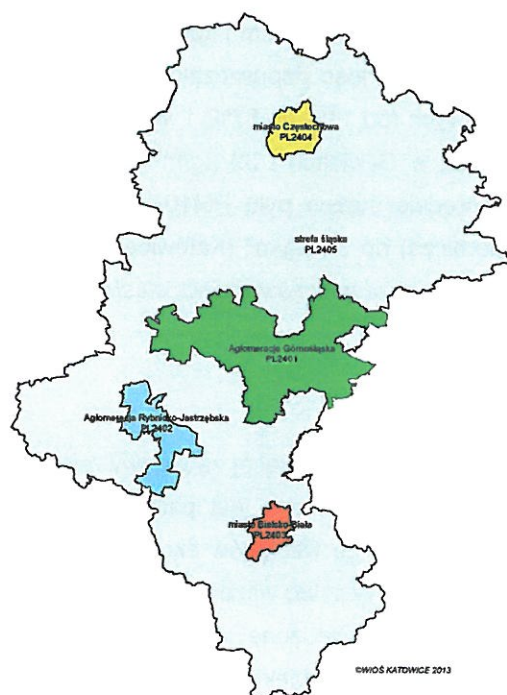 miasto Częstochowa
PL2404
strefa śląska
PL2405
Aglomeracja Górnośląska
PL2401
Aglomeracja Rybnicko-Jastrzębska
PL2402
miasto Bielsko-Biała
PL2403
©WIOŚ KATOWICE 2013